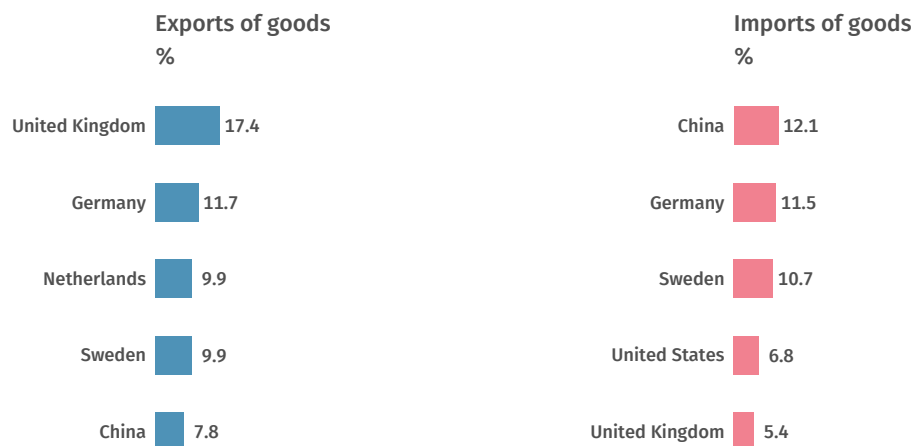 Exports of goods
%
United Kingdom 17.4
Germany 11.7
Netherlands 9.9
Sweden 9.9
China 7.8
Imports of goods
%
China 12.1
Germany 11.5
Sweden 10.7
United States 6.8
United Kingdom 5.4